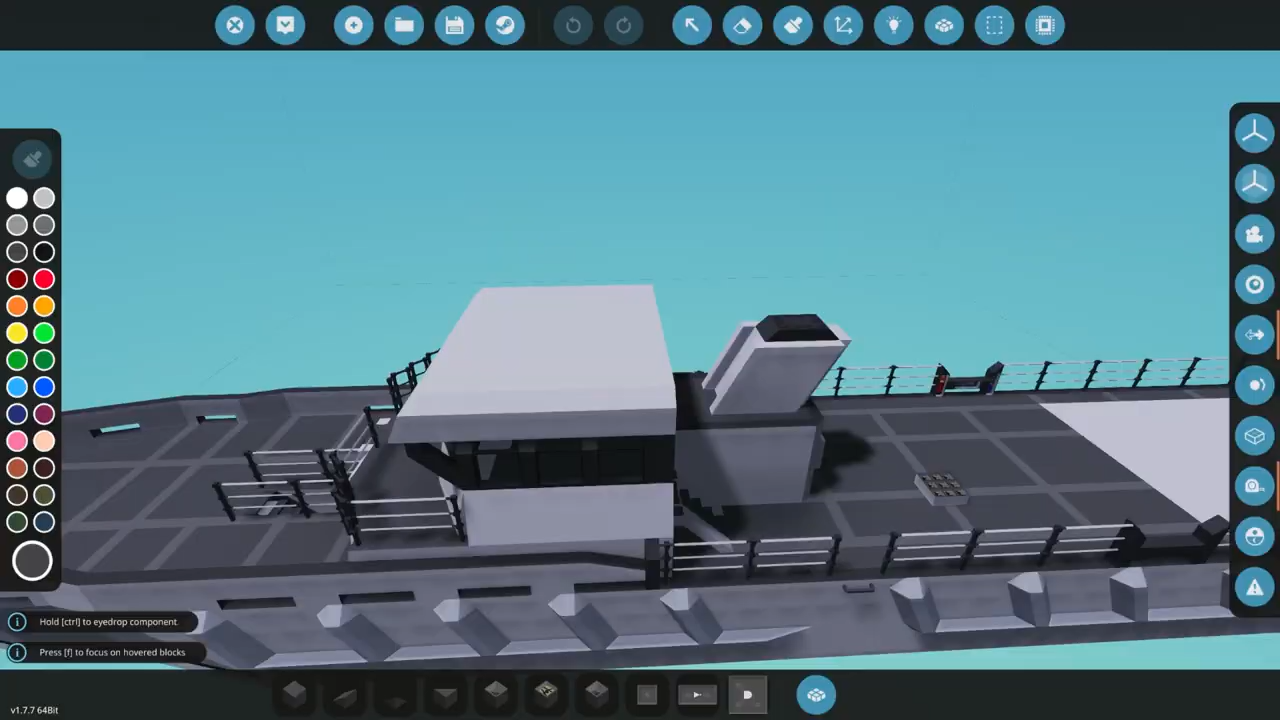 Hold [ctrl] to eyedrop component
Press [f] to focus on hovered blocks
v1.7.7 64Bit